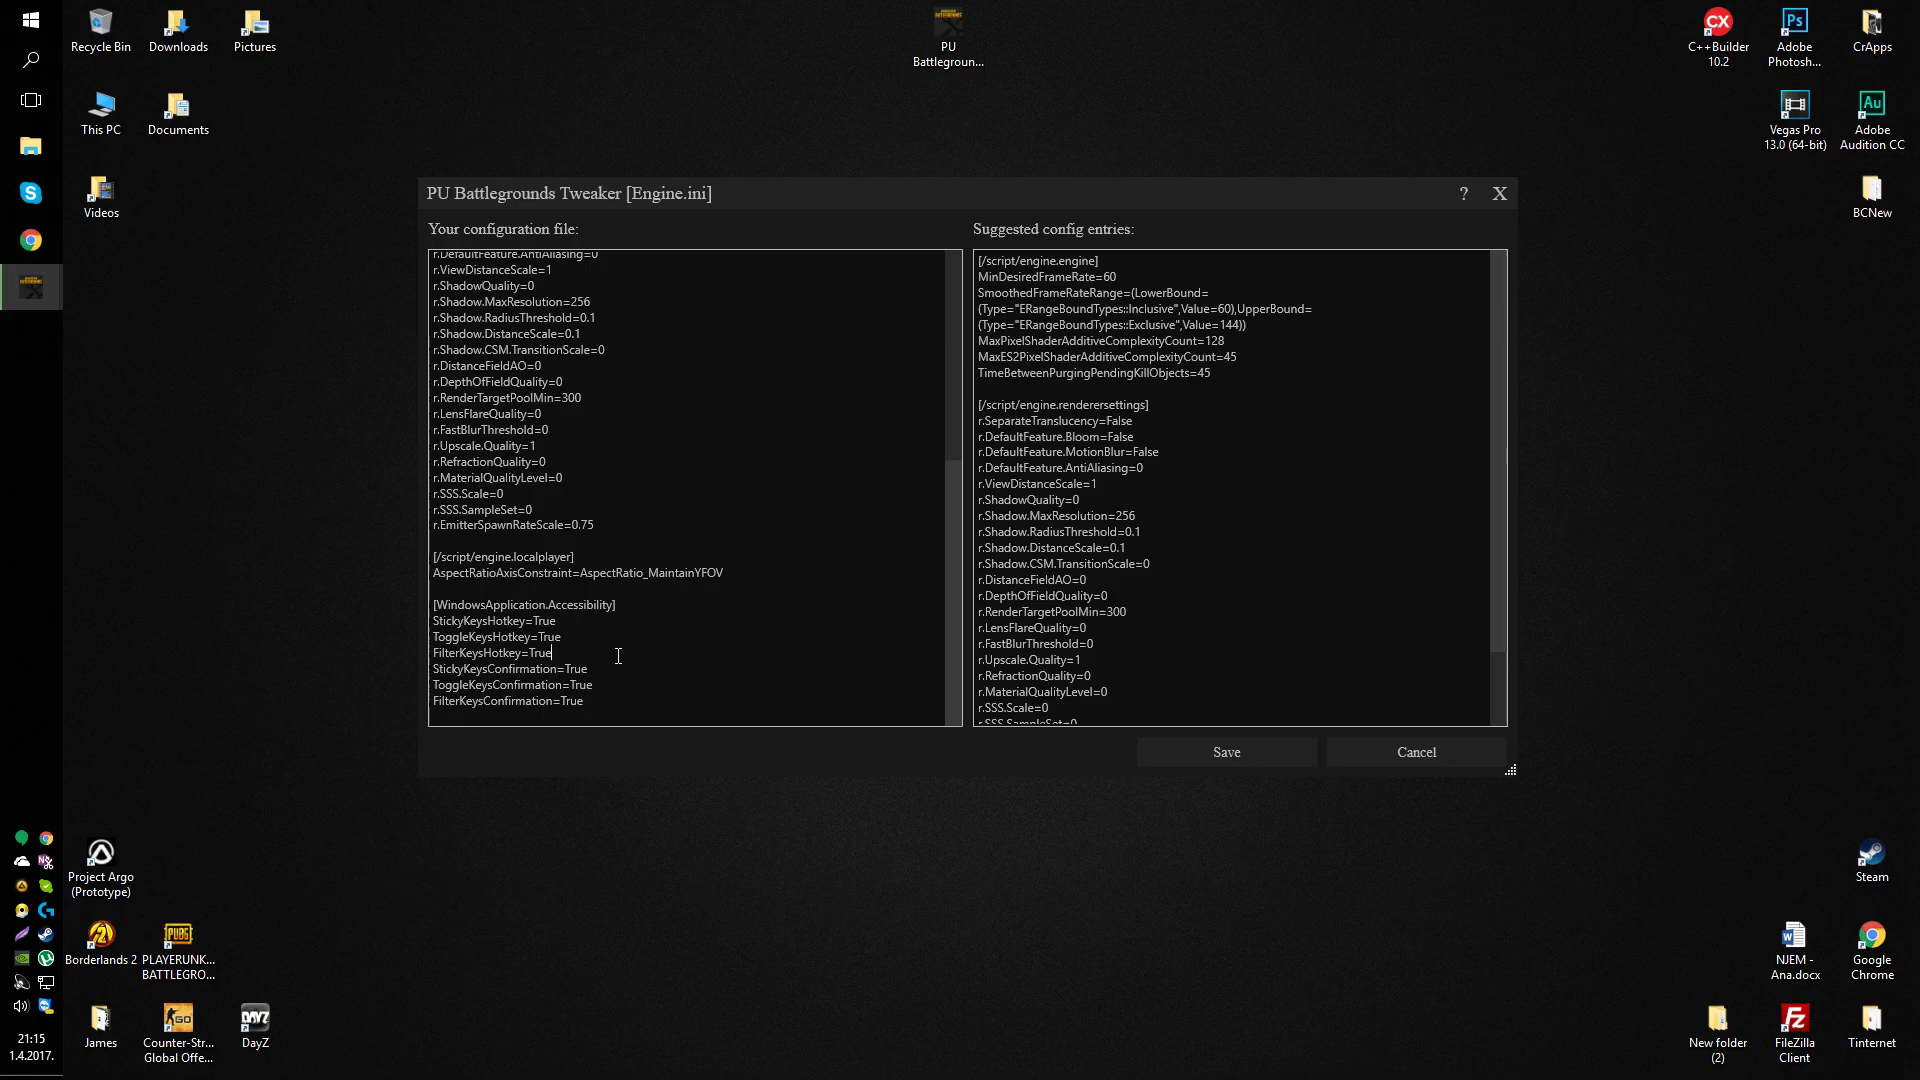 Recycle Bin
Downloads
Pictures
PU
Battlegroun...
C++Builder
10.2
Adobe
Photosh...
CrApps
This PC
Documents
Vegas Pro
13.0 (64-bit)
Adobe
Audition CC
Videos
BCNew
PU Battlegrounds Tweaker [Engine.ini]
?
X
Your configuration file:
r.DefaultFeature.AntiAliasing=0
r.ViewDistanceScale=1
r.ShadowQuality=0
r.Shadow.MaxResolution=256
r.Shadow.RadiusThreshold=0.1
r.Shadow.DistanceScale=0.1
r.Shadow.CSM.TransitionScale=0
r.DistanceFieldAO=0
r.DepthOfFieldQuality=0
r.RenderTargetPoolMin=300
r.LensFlareQuality=0
r.FastBlurThreshold=0
r.Upscale.Quality=1
r.RefractionQuality=0
r.MaterialQualityLevel=0
r.SSS.Scale=0
r.SSS.SampleSet=0
r.EmitterSpawnRateScale=0.75
[/script/engine.localplayer]
AspectRatioAxisConstraint=AspectRatio_MaintainYFOV
[WindowsApplication.Accessibility]
StickyKeysHotkey=True
ToggleKeysHotkey=True
FilterKeysHotkey=True
StickyKeysConfirmation=True
ToggleKeysConfirmation=True
FilterKeysConfirmation=True
Suggested config entries:
[/script/engine.engine]
MinDesiredFrameRate=60
SmoothedFrameRateRange=(LowerBound=
(Type="ERangeBoundTypes::Inclusive",Value=60),UpperBound=
(Type="ERangeBoundTypes::Exclusive",Value=144))
MaxPixelShaderAdditiveComplexityCount=128
MaxES2PixelShaderAdditiveComplexityCount=45
TimeBetweenPurgingPendingKillObjects=45
[/script/engine.renderersettings]
r.SeparateTranslucency=False
r.DefaultFeature.Bloom=False
r.DefaultFeature.MotionBlur=False
r.DefaultFeature.AntiAliasing=0
r.ViewDistanceScale=1
r.ShadowQuality=0
r.Shadow.MaxResolution=256
r.Shadow.RadiusThreshold=0.1
r.Shadow.DistanceScale=0.1
r.Shadow.CSM.TransitionScale=0
r.DistanceFieldAO=0
r.DepthOfFieldQuality=0
r.RenderTargetPoolMin=300
r.LensFlareQuality=0
r.FastBlurThreshold=0
r.Upscale.Quality=1
r.RefractionQuality=0
r.MaterialQualityLevel=0
r.SSS.Scale=0
r.SSS.SampleSet=0
Save
Cancel
Project Argo
(Prototype)
Steam
Borderlands 2
PLAYERUNK...
BATTLEGRO...
NJEM -
Ana.docx
Google
Chrome
James
Counter-Str...
Global Offe...
DayZ
New folder
(2)
FileZilla
Client
Tinternet
21:15
1.4.2017.